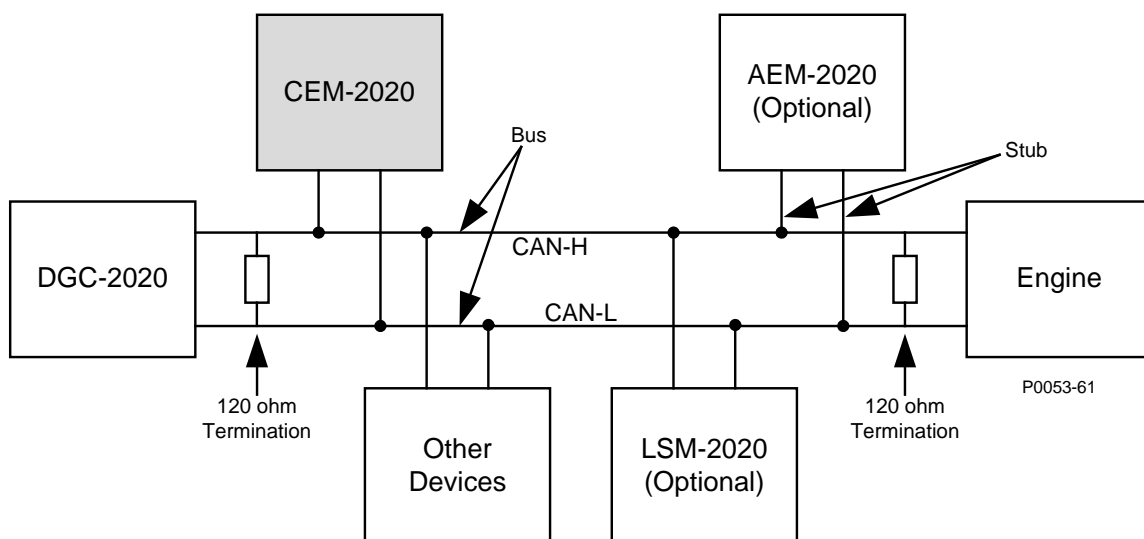 CEM-2020
AEM-2020
(Optional)
Bus
Stub
DGC-2020
CAN-H
Engine
CAN-L
P0053-61
120 ohm
Termination
Other
Devices
LSM-2020
(Optional)
120 ohm
Termination